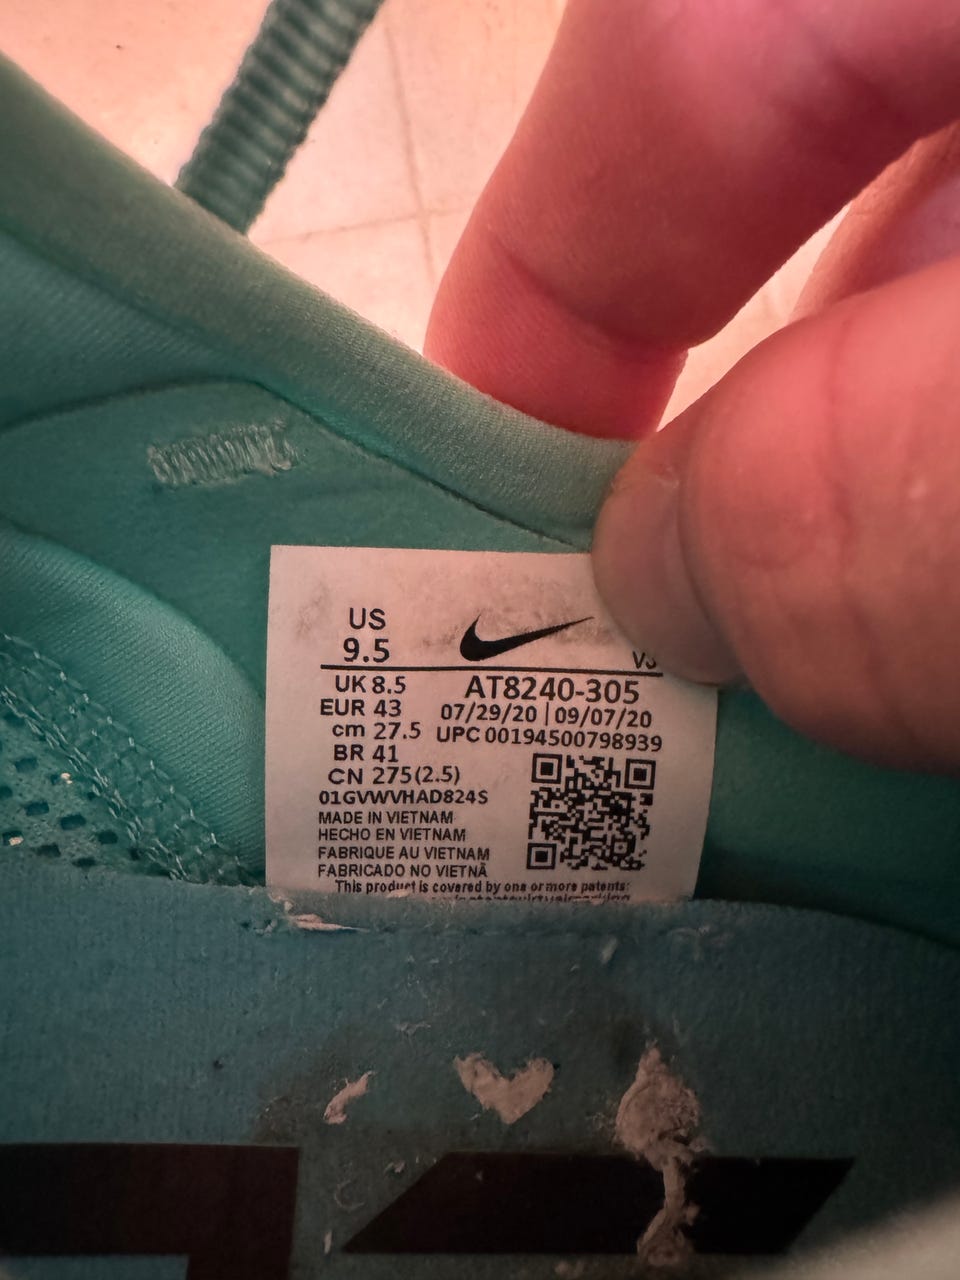 US
9.5
UK 8.5
EUR 43
cm 27.5
BR 41
CN 275(2.5)
AT8240-305
07/29/20 | 09/07/20
UPC 00194500798939
01GVWVHAD824S
MADE IN VIETNAM
HECHO EN VIETNAM
FABRIQUE AU VIETNAM
FABRICADO NO VIETNÃ
This product is covered by one or more patents: